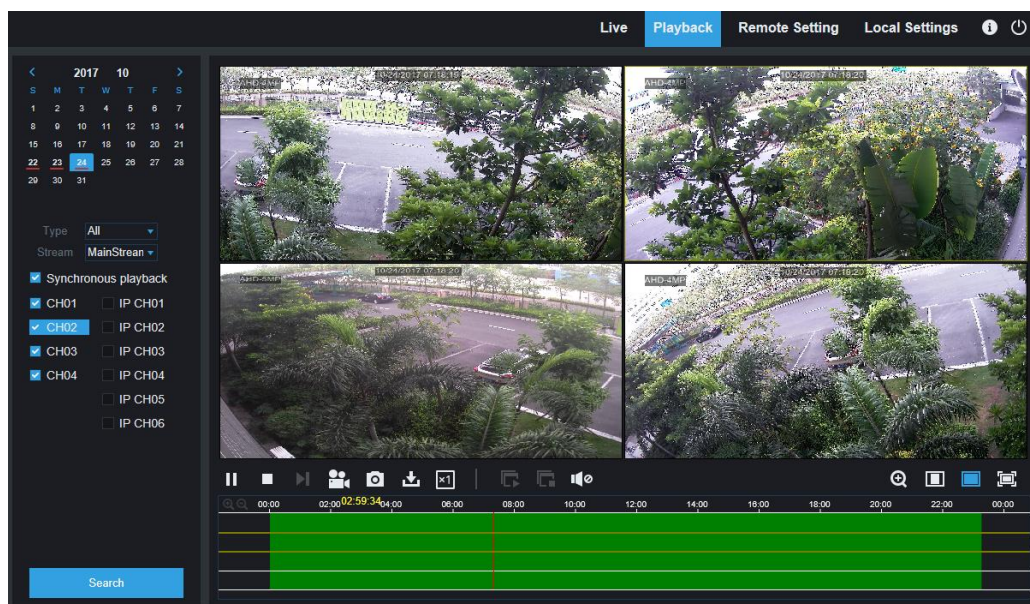 Live Playback Remote Setting Local Settings
2017 10
S M T W T F S
1 2 3 4 5 6 7
8 9 10 11 12 13 14
15 16 17 18 19 20 21
22 23 24 25 26 27 28
29 30 31
Type All
Stream MainStrean
Synchronous playback
CH01 IP CH01
CH02 IP CH02
CH03 IP CH03
CH04 IP CH04
IP CH05
IP CH06
Search
AHD-4MP 10/24/2017 07:18:19
AHD-4MP 10/24/2017 07:18:20
10/24/2017 07:18:20
AHD-4MP 10/24/2017 07:18:20
×1
00:00 02:00 02:59:34 04:00 06:00 08:00 10:00 12:00 14:00 16:00 18:00 20:00 22:00 00:00